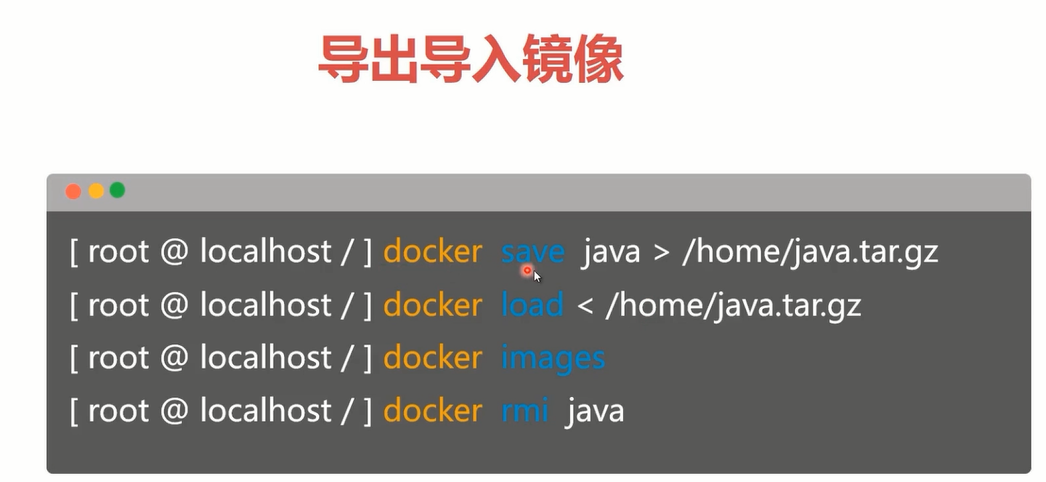 导出导入镜像
[ root @ localhost / ] docker save java > /home/java.tar.gz
[ root @ localhost / ] docker load < /home/java.tar.gz
[ root @ localhost / ] docker images
[ root @ localhost / ] docker rmi java